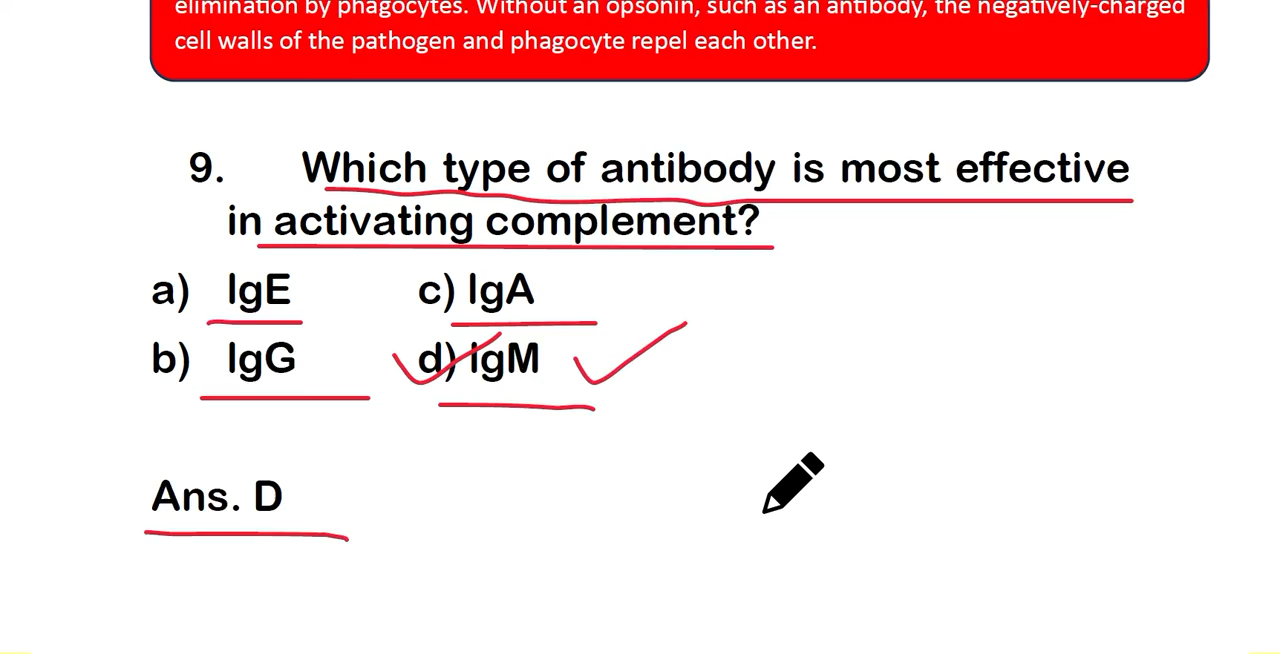 elimination by phagocytes. Without an opsonin, such as an antibody, the negatively-charged
cell walls of the pathogen and phagocyte repel each other.
9. Which type of antibody is most effective
in activating complement?
a) IgE c) IgA
b) IgG d) IgM
Ans. D